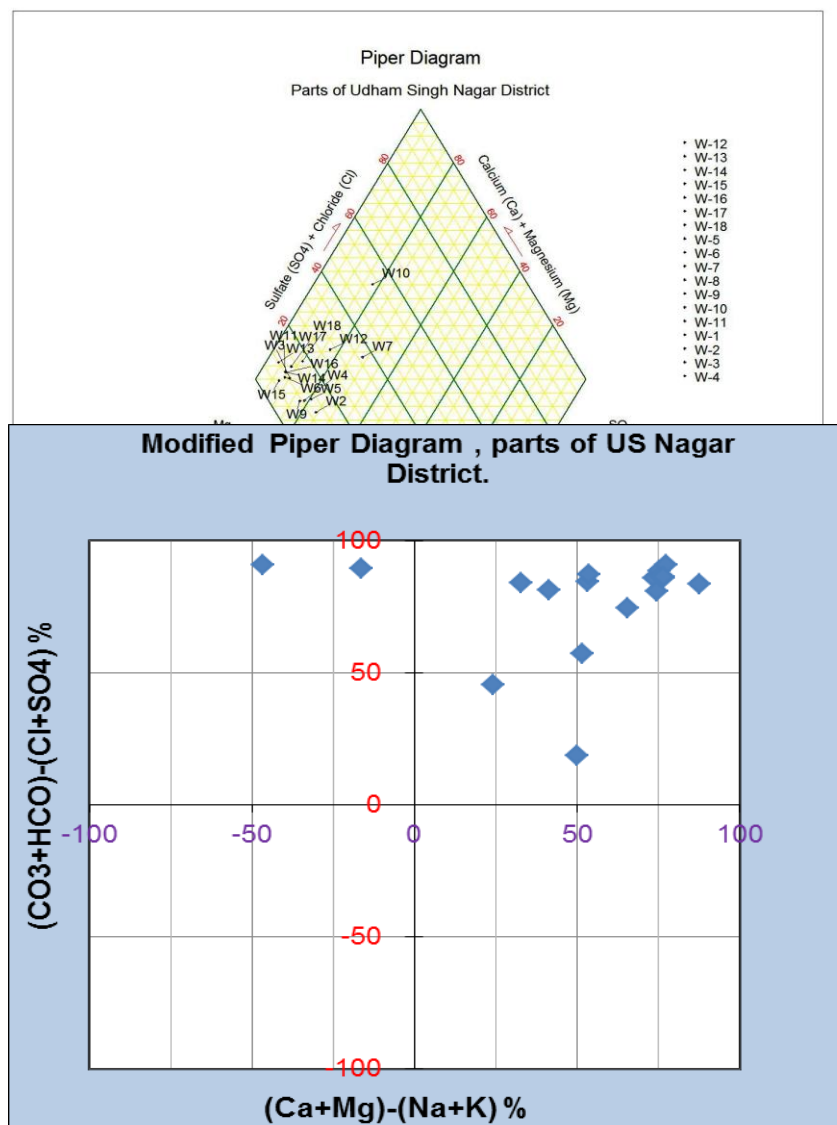 Piper Diagram
Parts of Udham Singh Nagar District
W-12
W-13
W-14
W-15
W-16
W-17
W-18
W-5
W-6
W-7
W-8
W-9
W-10
W-11
W-1
W-2
W-3
W-4
Sulfate (SO4) + Chloride (Cl)
Calcium (Ca) + Magnesium (Mg)
80
80
60
60
40
40
20
20
W10
W18
W11
W17
W12
W3
W13
W7
W16
W14
W4
W15
W6
W5
W9
W2
Modified Piper Diagram , parts of US Nagar
District.
(CO3+HCO)-(Cl+SO4) %
100
50
0
-100
-50
0
50
100
-100
(Ca+Mg)-(Na+K) %